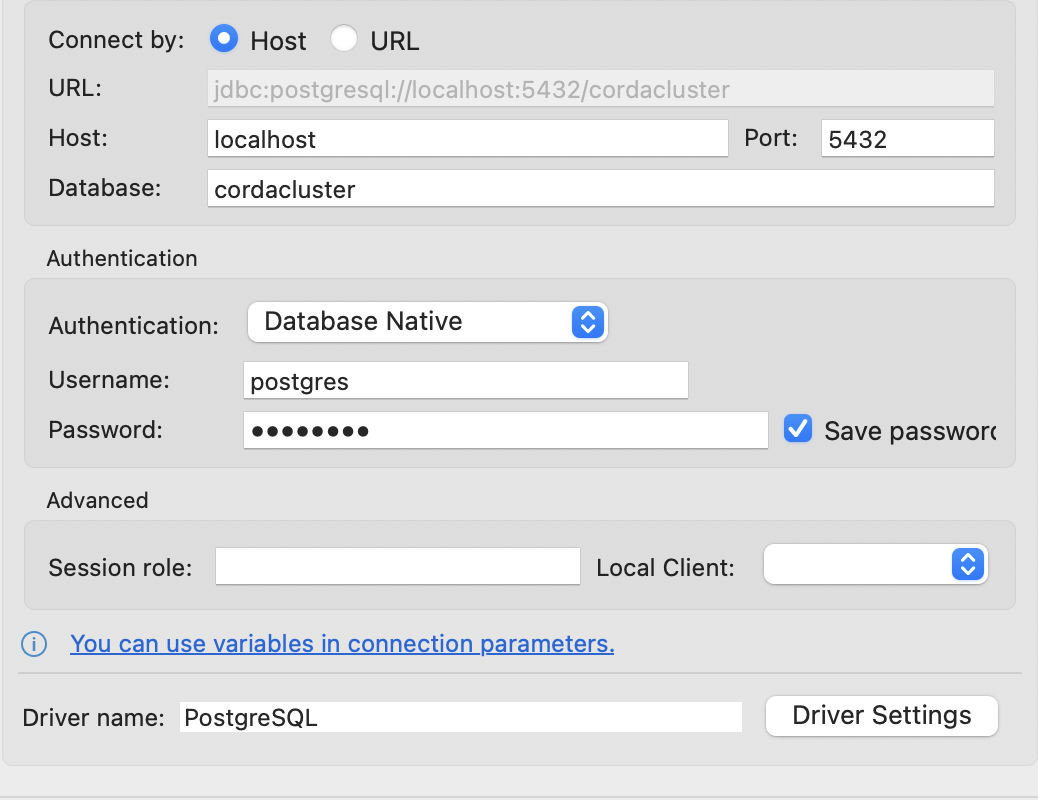 Connect by: Host URL
URL: jdbc:postgresql://localhost:5432/cordacluster
Host: localhost Port: 5432
Database: cordacluster
Authentication
Authentication: Database Native
Username: postgres
Password: ●●●●●●●● Save password
Advanced
Session role: Local Client:
You can use variables in connection parameters.
Driver name: PostgreSQL Driver Settings